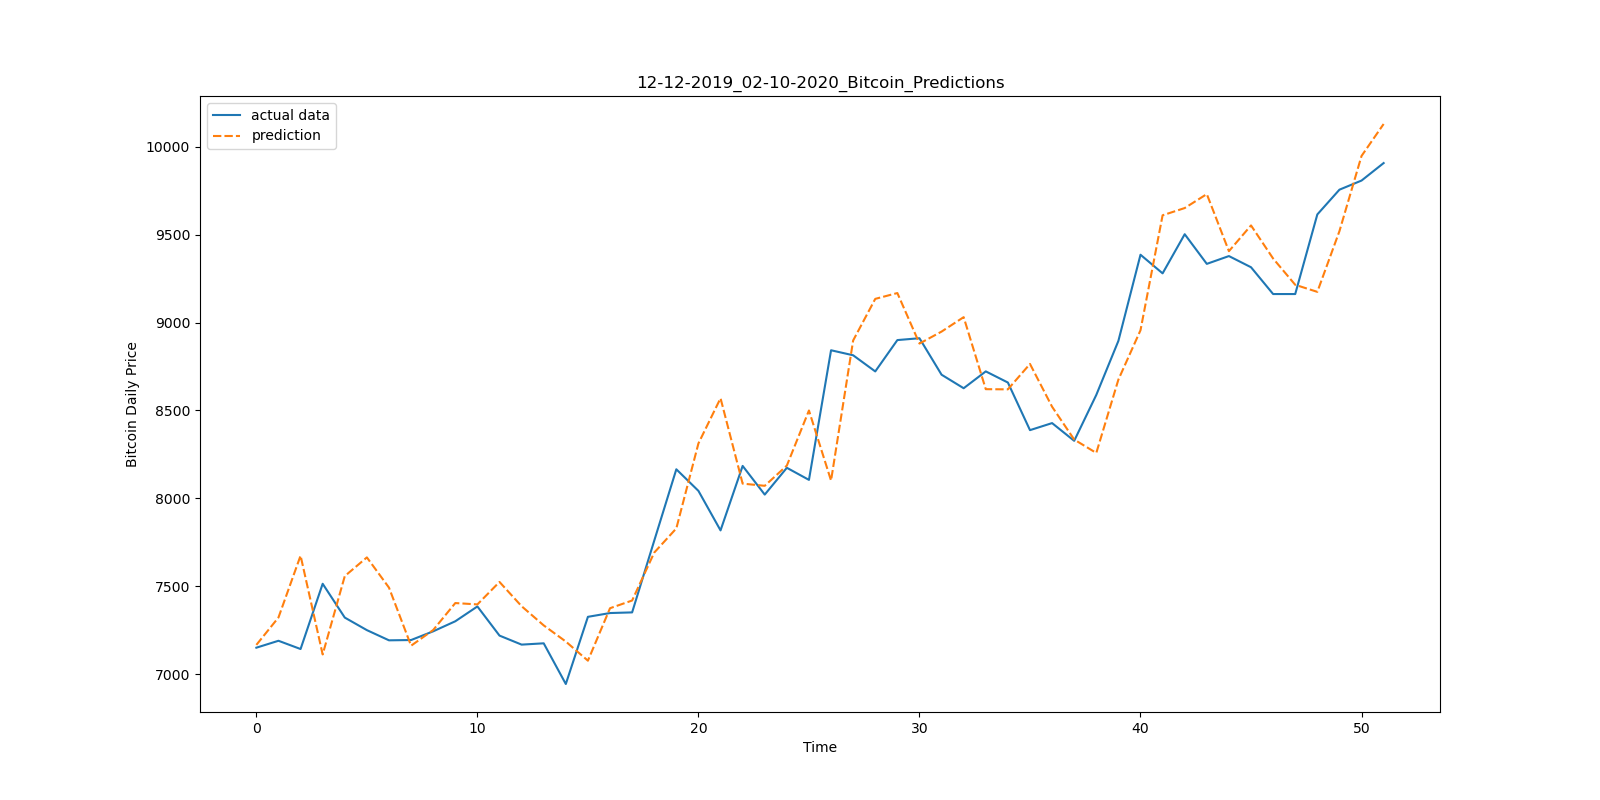 12-12-2019_02-10-2020_Bitcoin_Predictions
actual data
prediction
Bitcoin Daily Price
10000
9500
9000
8500
8000
7500
7000
0 10 20 30 40 50
Time